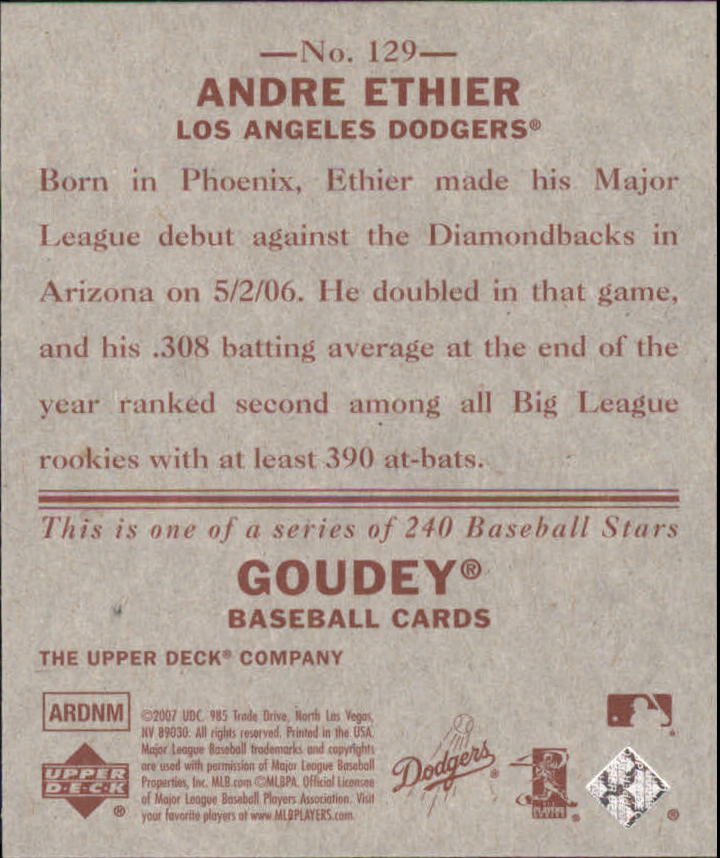 —No. 129—
ANDRE ETHIER
LOS ANGELES DODGERS®
Born in Phoenix, Ethier made his Major
League debut against the Diamondbacks in
Arizona on 5/2/06. He doubled in that game,
and his .308 batting average at the end of the
year ranked second among all Big League
rookies with at least 390 at-bats.
This is one of a series of 240 Baseball Stars
GOUDEY®
BASEBALL CARDS
THE UPPER DECK® COMPANY
ARDNM
©2007 UDC. 985 Trade Drive, North Las Vegas,
NV 89030. All rights reserved. Printed in the USA.
Major League Baseball trademarks and copyrights
are used with permission of Major League Baseball
Properties, Inc. MLB.com ©MLBPA. Official Licensee
of Major League Baseball Players Association. Visit
your favorite players at www.MLBPLAYERS.com.
UPPER
D·E·C·K
®
Dodgers®
PLAYERS
®
®
®